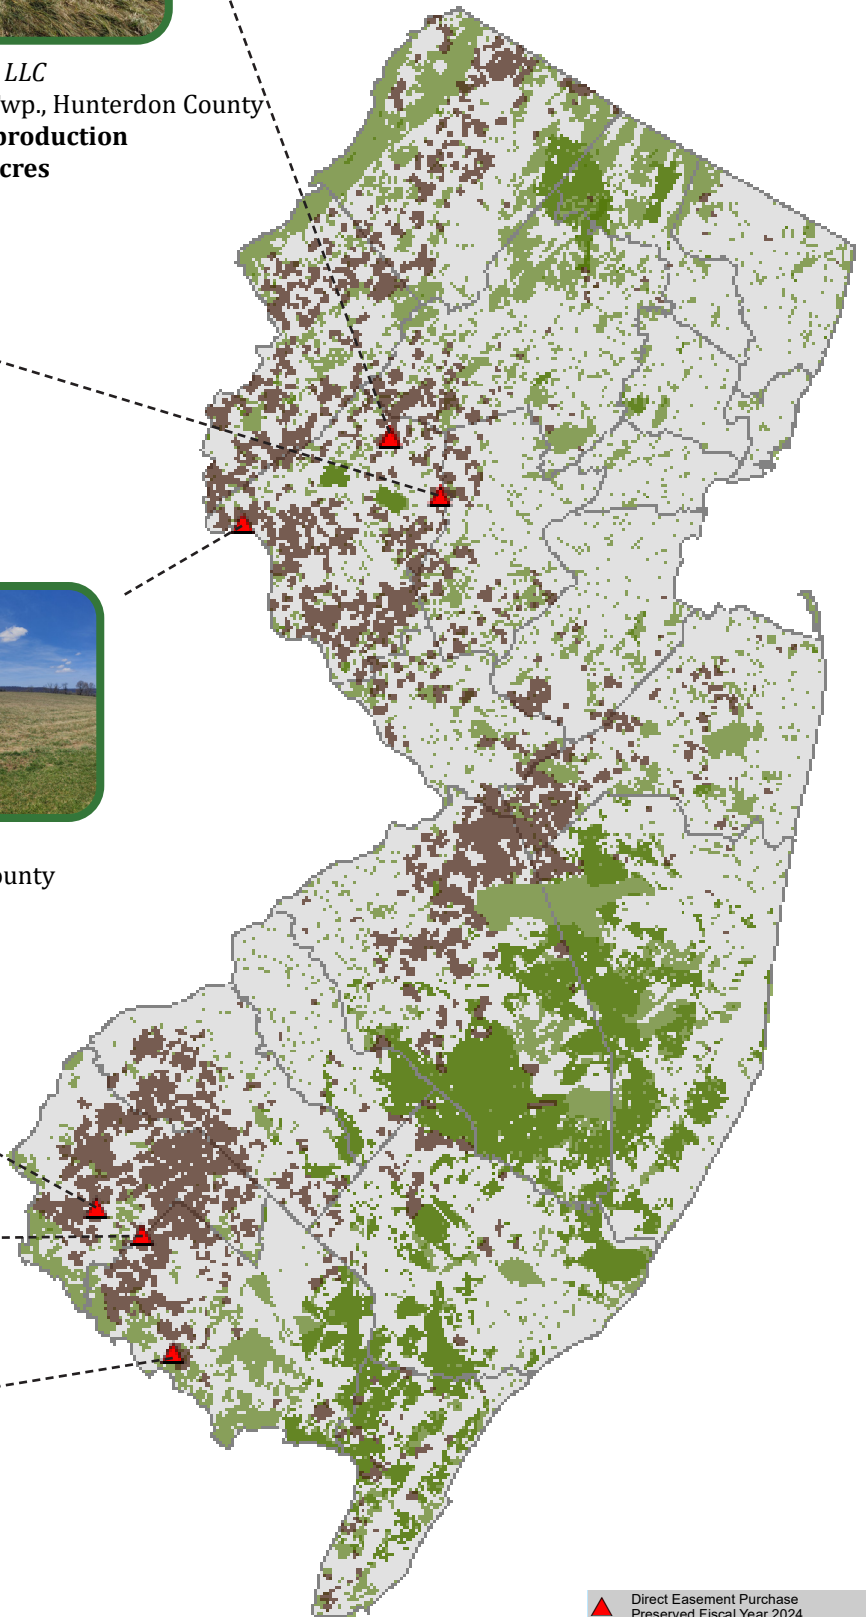 LLC
wp., Hunterdon County
production
cres
ounty
Direct Easement Purchase
Preserved Fiscal Year 2024